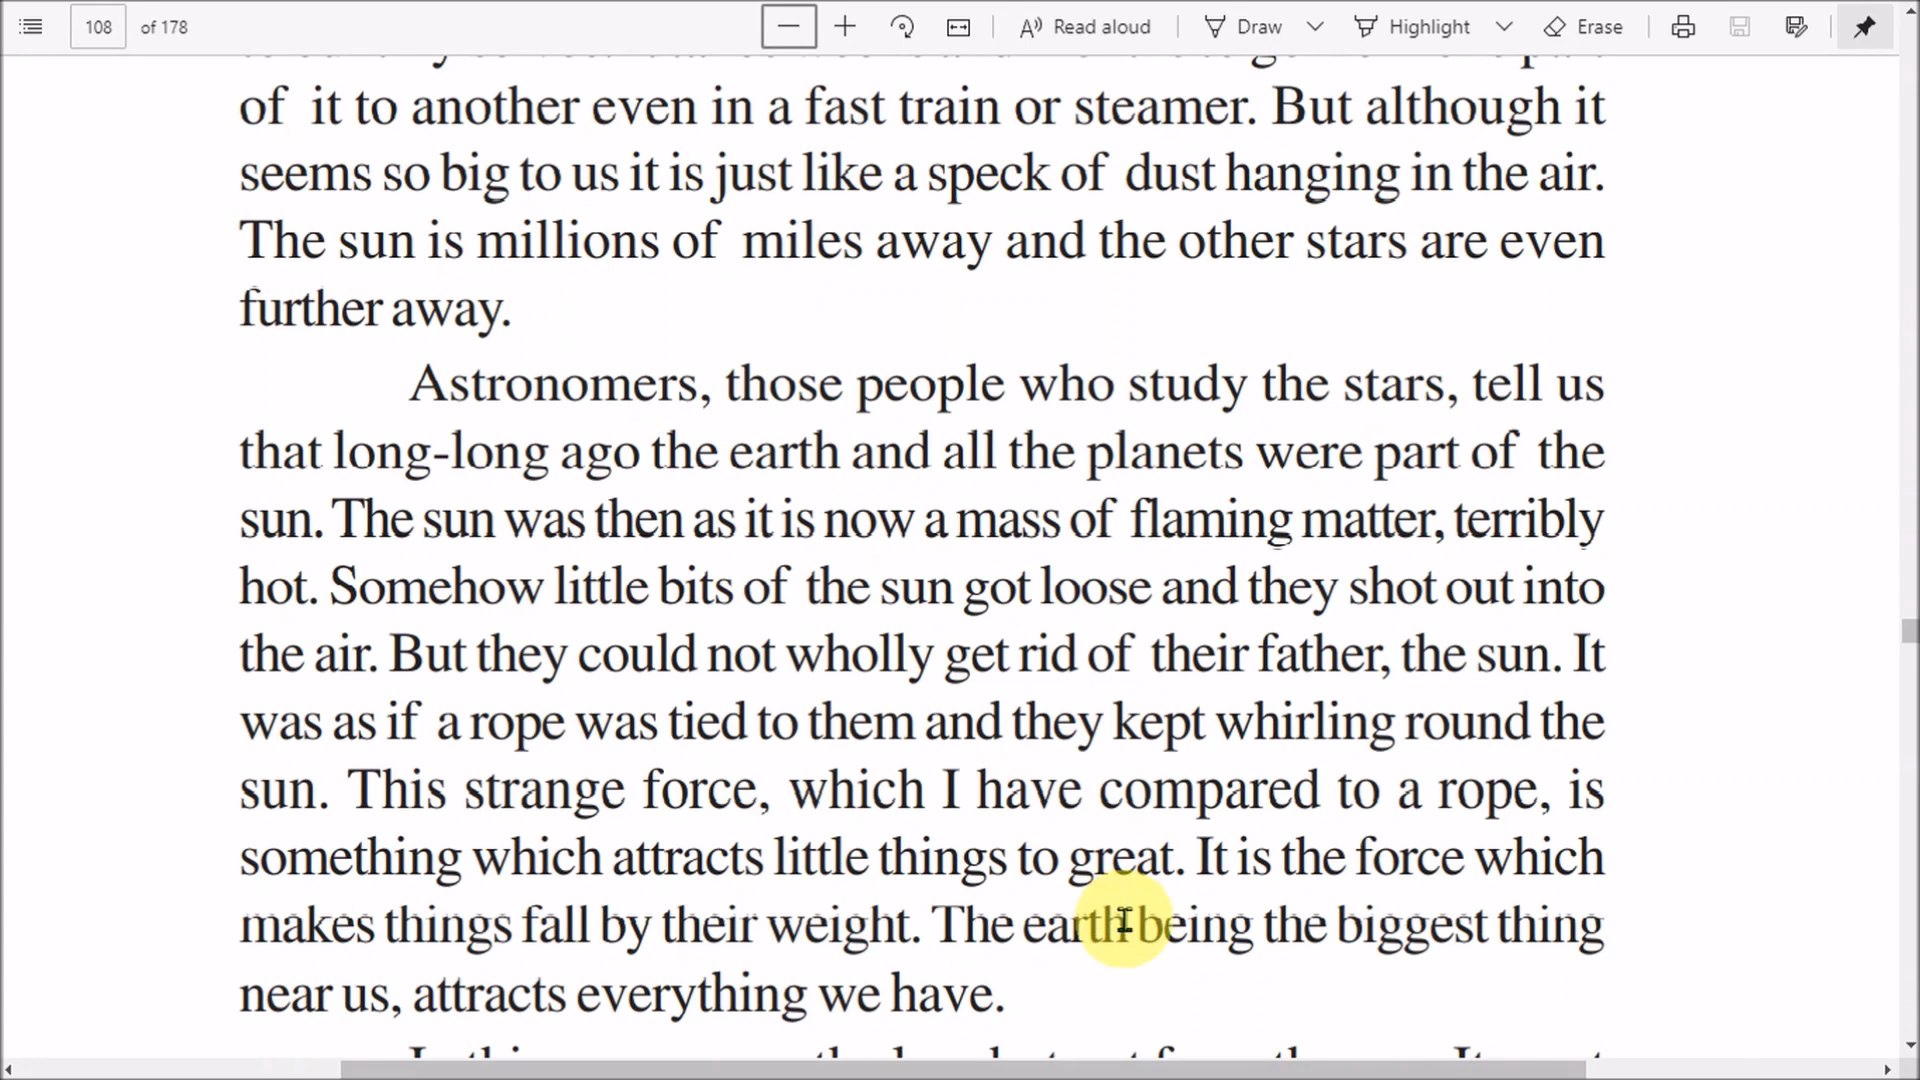 108 of 178 Read aloud Draw Highlight Erase
of it to another even in a fast train or steamer. But although it
seems so big to us it is just like a speck of dust hanging in the air.
The sun is millions of miles away and the other stars are even
further away.
Astronomers, those people who study the stars, tell us
that long-long ago the earth and all the planets were part of the
sun. The sun was then as it is now a mass of flaming matter, terribly
hot. Somehow little bits of the sun got loose and they shot out into
the air. But they could not wholly get rid of their father, the sun. It
was as if a rope was tied to them and they kept whirling round the
sun. This strange force, which I have compared to a rope, is
something which attracts little things to great. It is the force which
makes things fall by their weight. The earth being the biggest thing
near us, attracts everything we have.